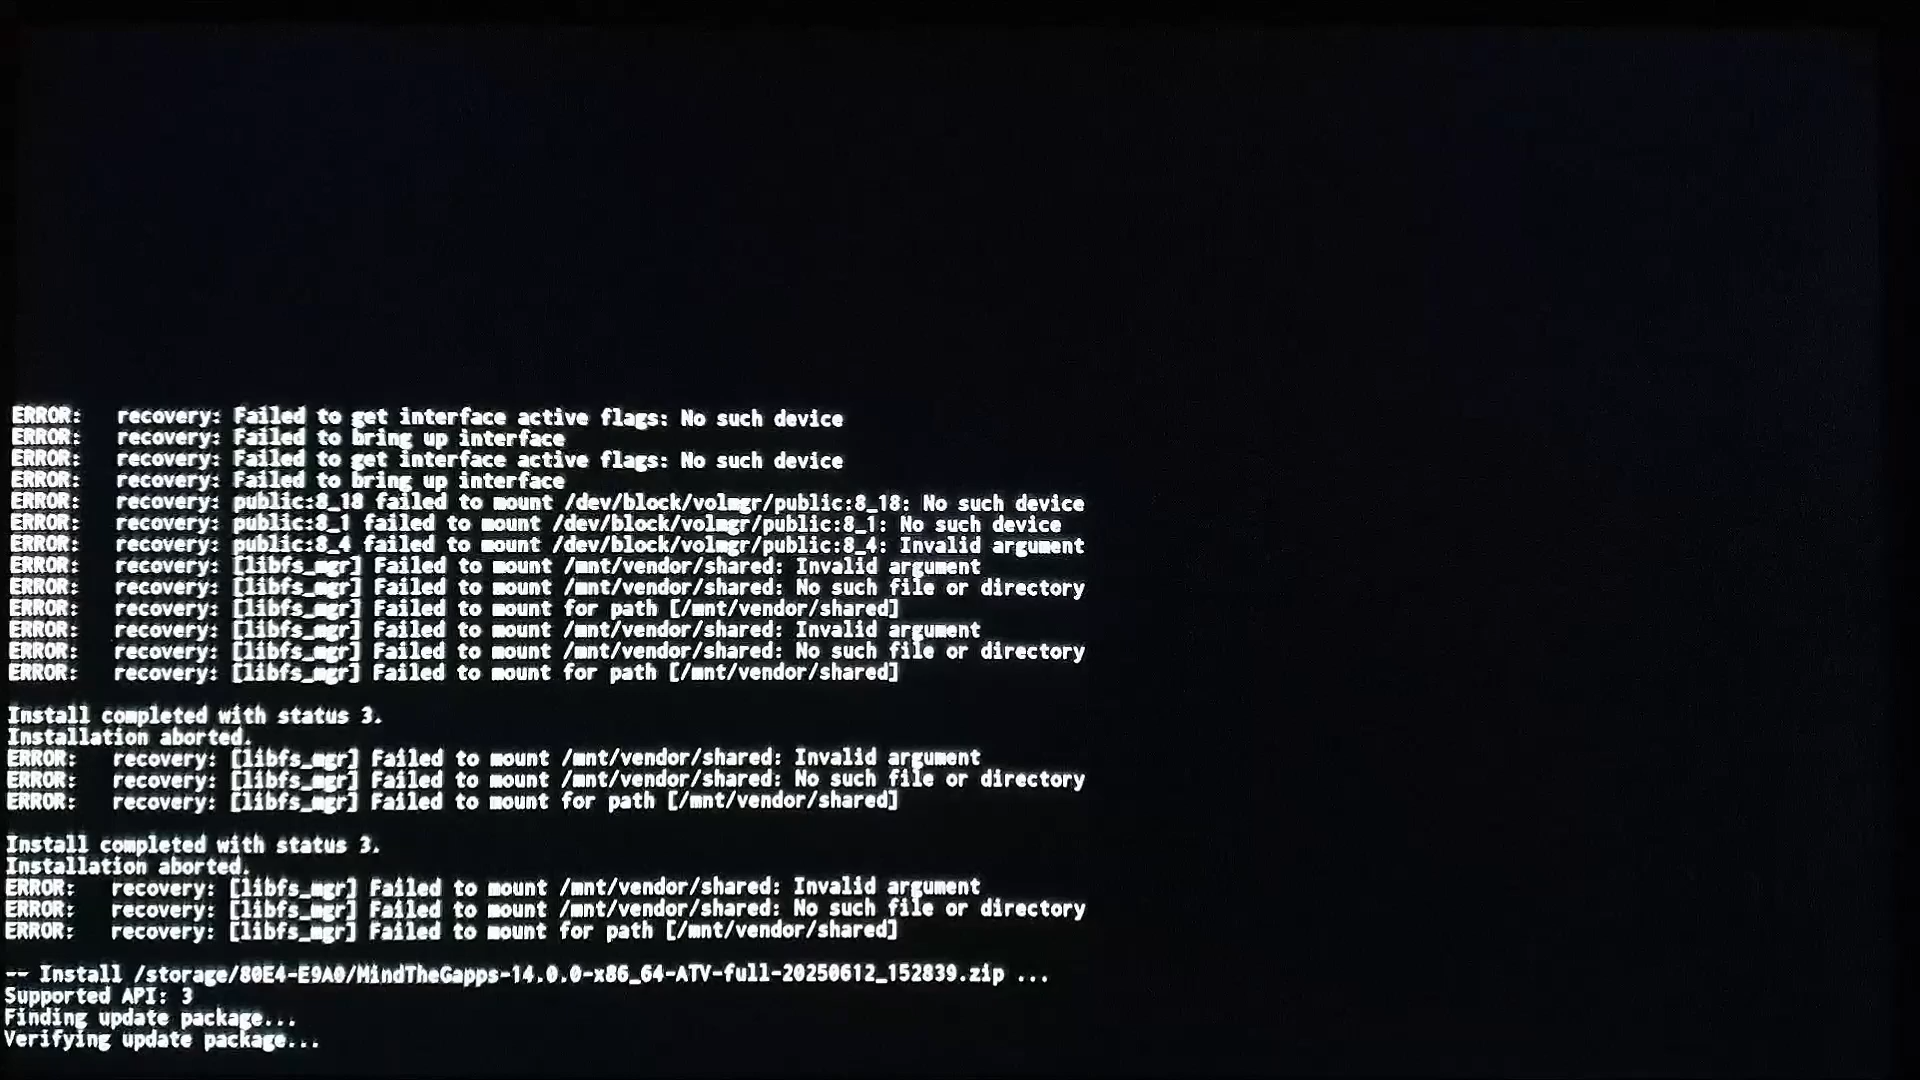 ERROR: recovery: Failed to get interface active flags: No such device
ERROR: recovery: Failed to bring up interface
ERROR: recovery: Failed to get interface active flags: No such device
ERROR: recovery: Failed to bring up interface
ERROR: recovery: public:8_18 failed to mount /dev/block/volmgr/public:8_18: No such device
ERROR: recovery: public:8_1 failed to mount /dev/block/volmgr/public:8_1: No such device
ERROR: recovery: public:8_4 failed to mount /dev/block/volmgr/public:8_4: Invalid argument
ERROR: recovery: [libfs_mgr] Failed to mount /mnt/vendor/shared: Invalid argument
ERROR: recovery: [libfs_mgr] Failed to mount /mnt/vendor/shared: No such file or directory
ERROR: recovery: [libfs_mgr] Failed to mount for path [/mnt/vendor/shared]
ERROR: recovery: [libfs_mgr] Failed to mount /mnt/vendor/shared: Invalid argument
ERROR: recovery: [libfs_mgr] Failed to mount /mnt/vendor/shared: No such file or directory
ERROR: recovery: [libfs_mgr] Failed to mount for path [/mnt/vendor/shared]
Install completed with status 3.
Installation aborted.
ERROR: recovery: [libfs_mgr] Failed to mount /mnt/vendor/shared: Invalid argument
ERROR: recovery: [libfs_mgr] Failed to mount /mnt/vendor/shared: No such file or directory
ERROR: recovery: [libfs_mgr] Failed to mount for path [/mnt/vendor/shared]
Install completed with status 3.
Installation aborted.
ERROR: recovery: [libfs_mgr] Failed to mount /mnt/vendor/shared: Invalid argument
ERROR: recovery: [libfs_mgr] Failed to mount /mnt/vendor/shared: No such file or directory
ERROR: recovery: [libfs_mgr] Failed to mount for path [/mnt/vendor/shared]
-- Install /storage/80E4-E9A0/MindTheGapps-14.0.0-x86_64-ATV-full-20250612_152839.zip ...
Supported API: 3
Finding update package...
Verifying update package...